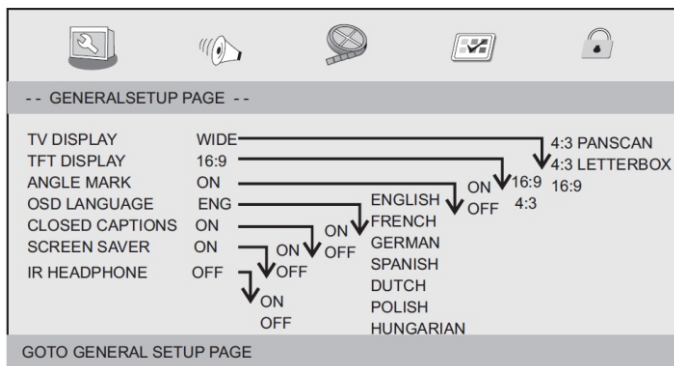 -- GENERALSETUP PAGE --
TV DISPLAY WIDE
TFT DISPLAY 16:9
ANGLE MARK ON
OSD LANGUAGE ENG
CLOSED CAPTIONS ON
SCREEN SAVER ON
IR HEADPHONE OFF
ON
OFF
ON
OFF
ON
OFF
ENGLISH
FRENCH
GERMAN
SPANISH
DUTCH
POLISH
HUNGARIAN
ON
OFF
16:9
4:3
4:3 PANSCAN
4:3 LETTERBOX
16:9
GOTO GENERAL SETUP PAGE